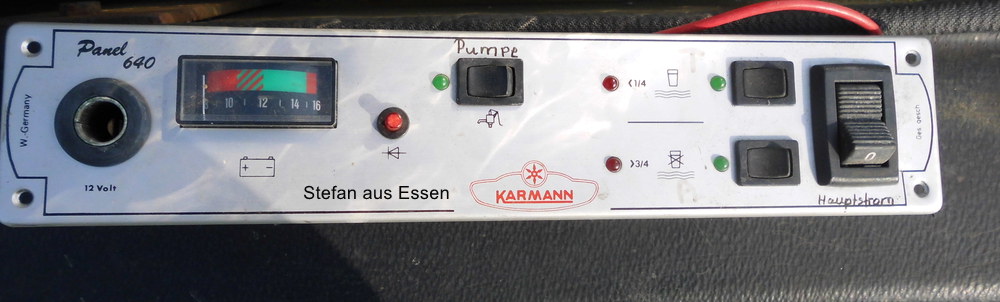 Panel
640
W.-Germany
12 Volt
8 10 12 14 16
Pumpe
Stefan aus Essen
KARMANN
<1/4
>3/4
Ges. gesch.
Hauptstrom